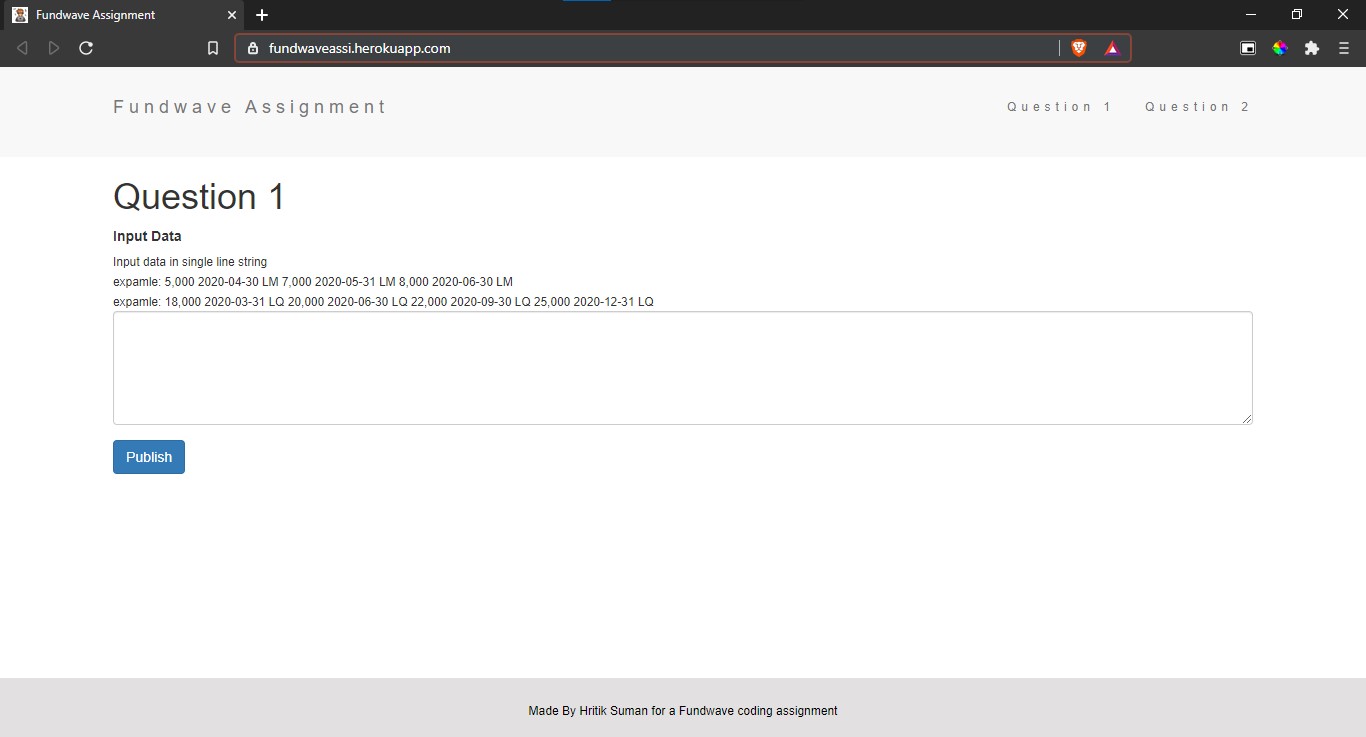 Fundwave Assignment
fundwaveassi.herokuapp.com
Fundwave Assignment
Question 1
Question 2
Question 1
Input Data
Input data in single line string
expamle: 5,000 2020-04-30 LM 7,000 2020-05-31 LM 8,000 2020-06-30 LM
expamle: 18,000 2020-03-31 LQ 20,000 2020-06-30 LQ 22,000 2020-09-30 LQ 25,000 2020-12-31 LQ
Publish
Made By Hritik Suman for a Fundwave coding assignment